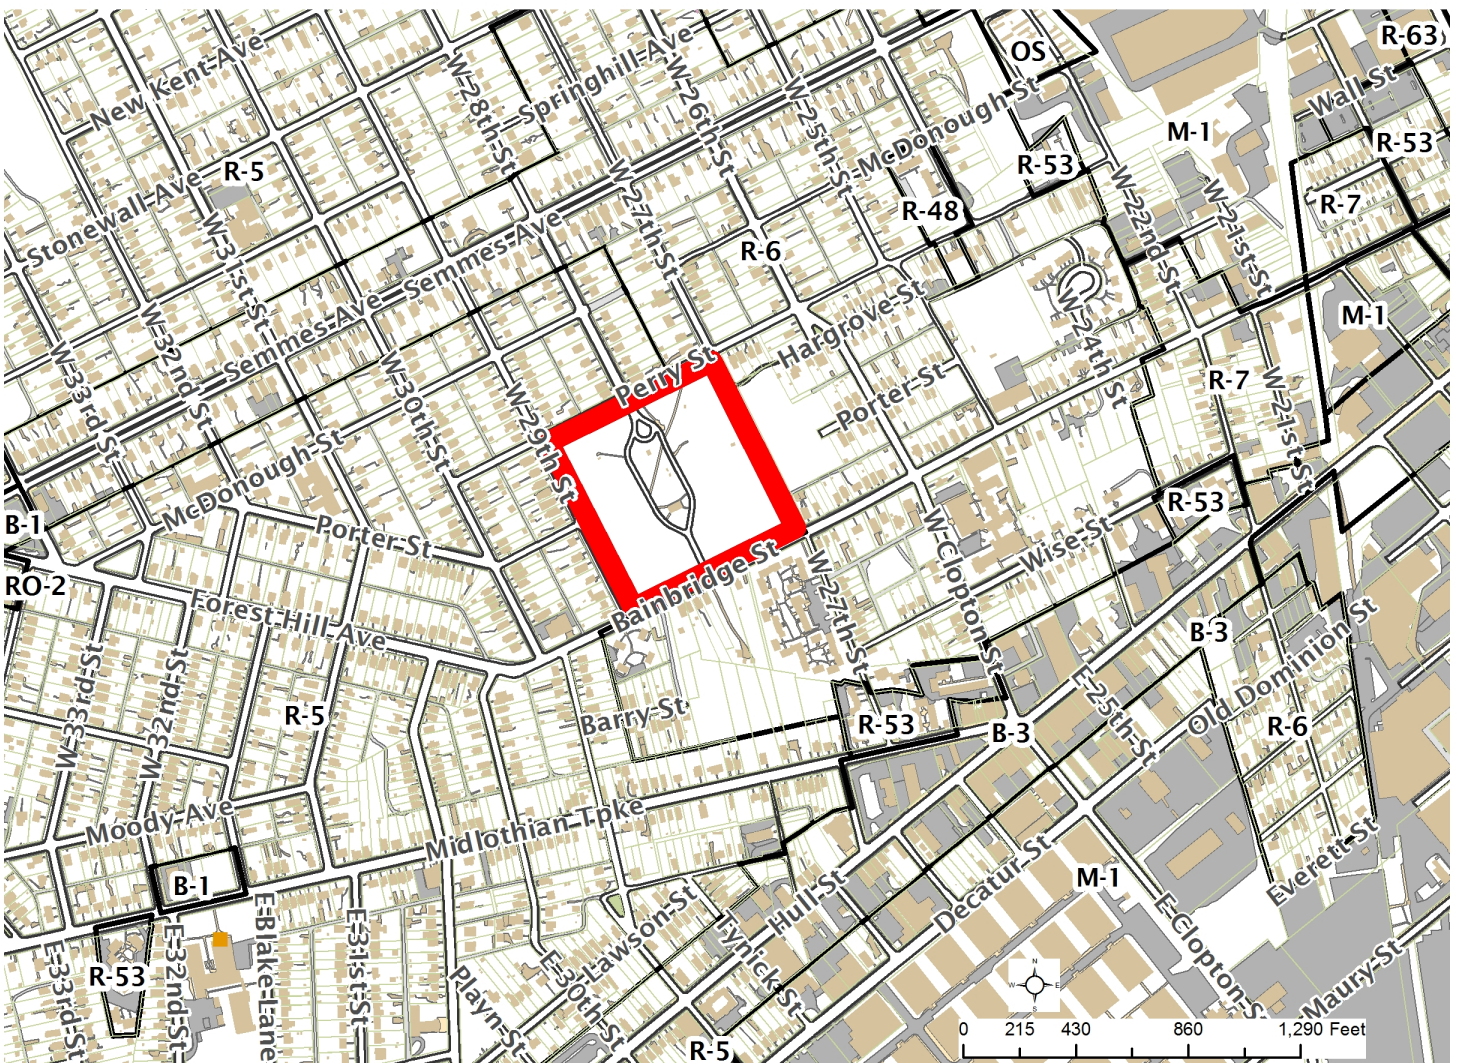 New Kent Ave
W-28th-St
Springhill Ave
W-26th-St
OS
R-63
Wall St
M-1
R-53
R-53
R-5
Stonewall Ave
W-31st-St
W-27th-St
W-25th-St
McDonough St
R-48
W-22nd-St
W-21st-St
R-7
Semmes Ave
Semmes Ave
R-6
Hargrove St
W-24th-St
M-1
W-33rd-St
W-32nd-St
W-30th-St
W-29th-St
Perry St
Porter St
R-7
W-21st-St
McDonough St
B-1
Porter St
R-53
RO-2
Forest Hill Ave
Bainbridge St
W-27th-St
W-Clopton-St
Wise St
B-3
Old Dominion St
E-25th-St
W-33rd-St
W-32nd-St
R-5
Barry St
R-53
B-3
R-6
Moody Ave
Midlothian Tpke
B-1
Hull St
Decatur St
M-1
Everett St
E-33rd-St
R-53
E-32nd-St
E-Blake-Lane
E-31st-St
Playn-St
E-30th-St
Lawson-St
Tynick-St
R-5
E-Clopton-St
Maury-St
N
W
E
S
0 215 430 860 1,290 Feet